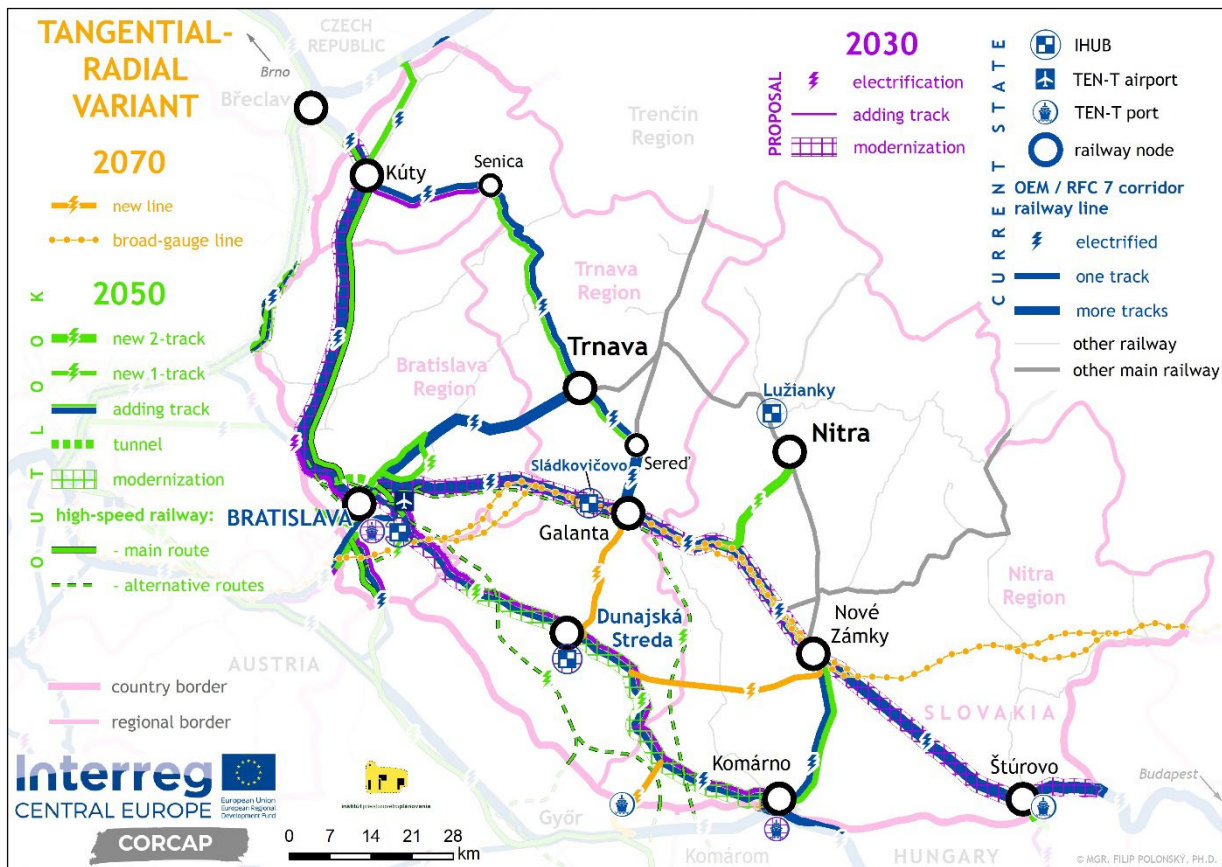 TANGENTIAL-
RADIAL
VARIANT
2070
new line
broad-gauge line
OUTLOOK
2050
new 2-track
new 1-track
adding track
tunnel
modernization
high-speed railway:
- main route
- alternative routes
country border
regional border
Interreg
CENTRAL EUROPE
European Union
European Regional
Development Fund
CORCAP
0 7 14 21 28
km
2030
PROPOSAL
electrification
adding track
modernization
CURRENT STATE
IHUB
TEN-T airport
TEN-T port
railway node
OEM / RFC 7 corridor
railway line
electrified
one track
more tracks
other railway
other main railway
CZECH
REPUBLIC
Brno
Břeclav
Kúty
Senica
Trenčín
Region
Trnava
Region
Bratislava
Region
Trnava
Lužianky
Nitra
Sereď
Sládkovičovo
BRATISLAVA
Galanta
Nitra
Region
Dunajská
Streda
Nové
Zámky
AUSTRIA
SLOVAKIA
Komárno
Štúrovo
Budapest
Győr
Komárom
HUNGARY
© MGR. FILIP POLONSKÝ, PH.D.